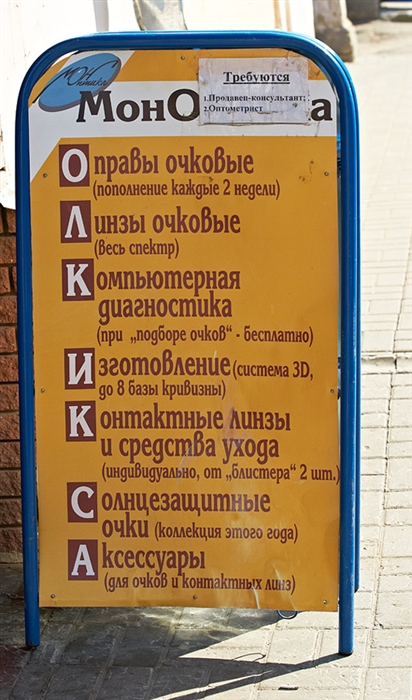 МонОптика
Требуются
1.Продавец-консультант;
2.Оптометрист
МонО а
Оправы очковые
(пополнение каждые 2 недели)
Линзы очковые
(весь спектр)
Компьютерная
диагностика
(при „подборе очков“ - бесплатно)
Изготовление (система 3D,
до 8 базы кривизны)
Контактные линзы
и средства ухода
(индивидуально, от „блистера“ 2 шт.)
Солнцезащитные
очки (коллекция этого года)
Аксессуары
(для очков и контактных линз)